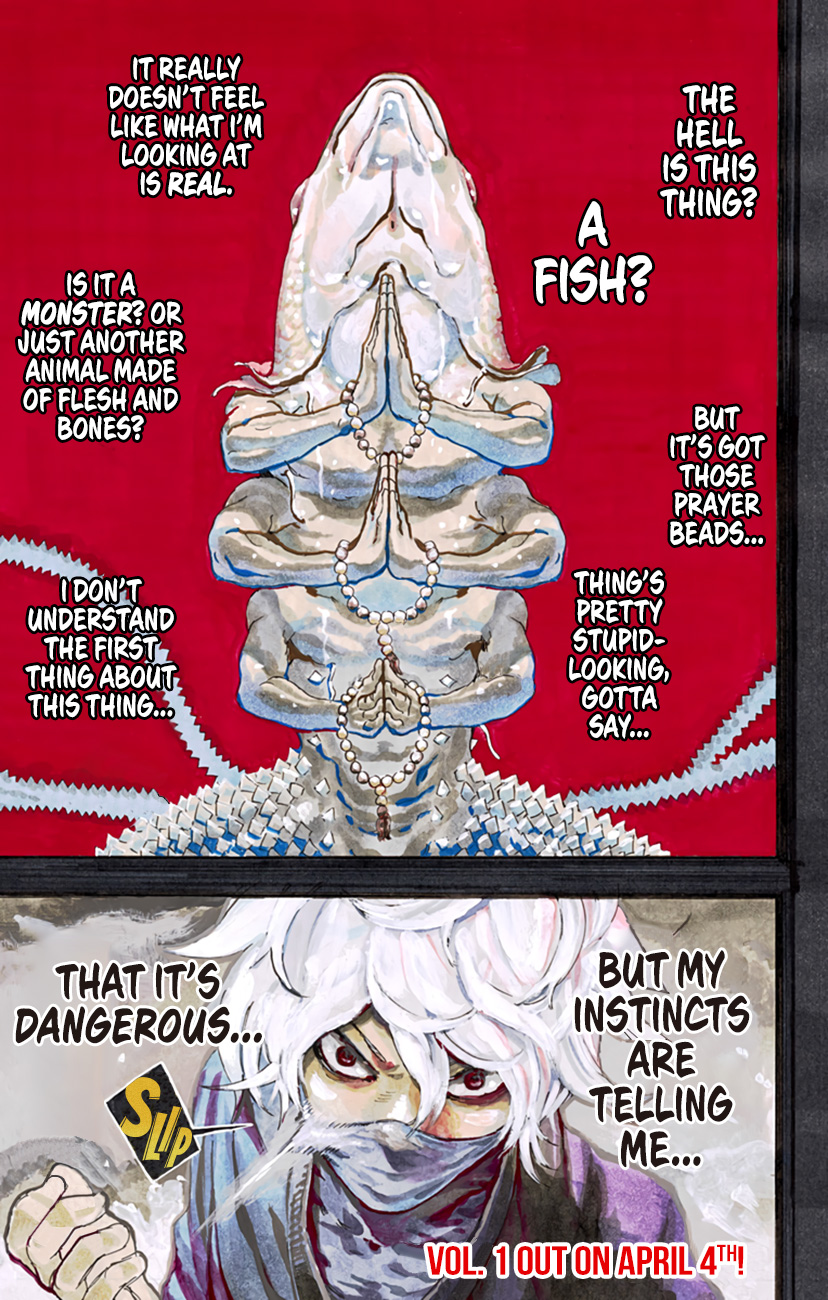 THE
HELL
IS THIS
THING?
A
FISH?
IT REALLY
DOESN'T FEEL
LIKE WHAT I'M
LOOKING AT
IS REAL.
BUT
IT'S GOT
THOSE
PRAYER
BEADS...
IS IT A
MONSTER? OR
JUST ANOTHER
ANIMAL MADE
OF FLESH AND
BONES?
THING'S
PRETTY
STUPID-
LOOKING,
GOTTA
SAY...
I DON'T
UNDERSTAND
THE FIRST
THING ABOUT
THIS THING...
BUT MY
INSTINCTS
ARE
TELLING
ME...
THAT IT'S
DANGEROUS...
SLIP
VOL. 1 OUT ON APRIL 4TH!